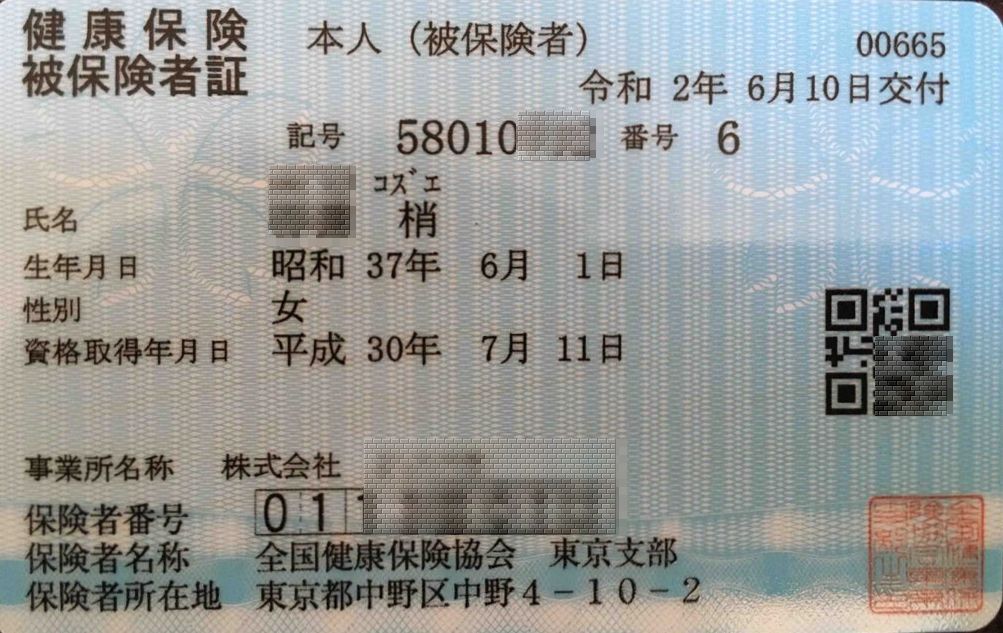 健康保険 本人（被保険者） 00665
被保険者証 令和 2年 6月10日交付
記号 58010 番号 6
コズエ
氏名 梢
生年月日 昭和 37年 6月 1日
性別 女
資格取得年月日 平成 30年 7月 11日
事業所名称 株式会社
保険者番号 01
保険者名称 全国健康保険協会 東京支部
保険者所在地 東京都中野区中野4-10-2